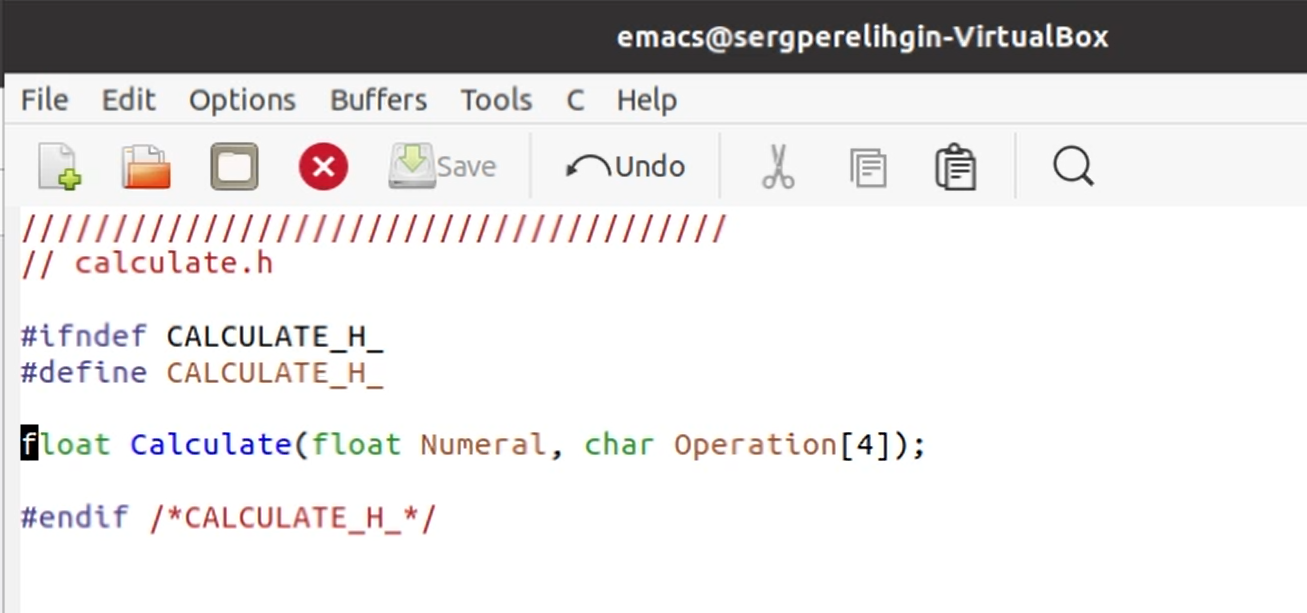 emacs@sergperelihgin-VirtualBox
File Edit Options Buffers Tools C Help
Save Undo
///////////////////////////////////////
// calculate.h
#ifndef CALCULATE_H_
#define CALCULATE_H_
float Calculate(float Numeral, char Operation[4]);
#endif /*CALCULATE_H_*/